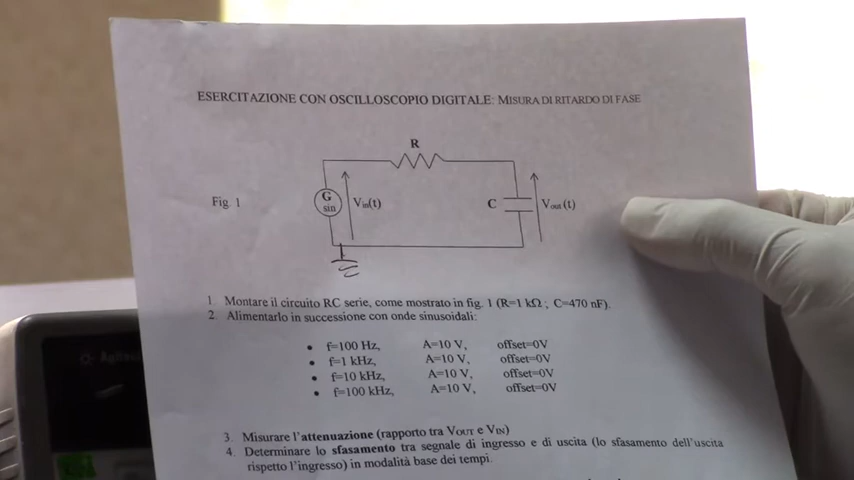 ESERCITAZIONE CON OSCILLOSCOPIO DIGITALE: MISURA DI RITARDO DI FASE
R
G
sin
Vin(t)
C
Vout (t)
Fig. 1
1. Montare il circuito RC serie, come mostrato in fig. 1 (R=1 kΩ ; C=470 nF).
2. Alimentarlo in successione con onde sinusoidali:
• f=100 Hz, A=10 V, offset=0V
• f=1 kHz, A=10 V, offset=0V
• f=10 kHz, A=10 V, offset=0V
• f=100 kHz, A=10 V, offset=0V
3. Misurare l'attenuazione (rapporto tra VOUT e VIN)
4. Determinare lo sfasamento tra segnale di ingresso e di uscita (lo sfasamento dell'uscita
rispetto l'ingresso) in modalità base dei tempi.